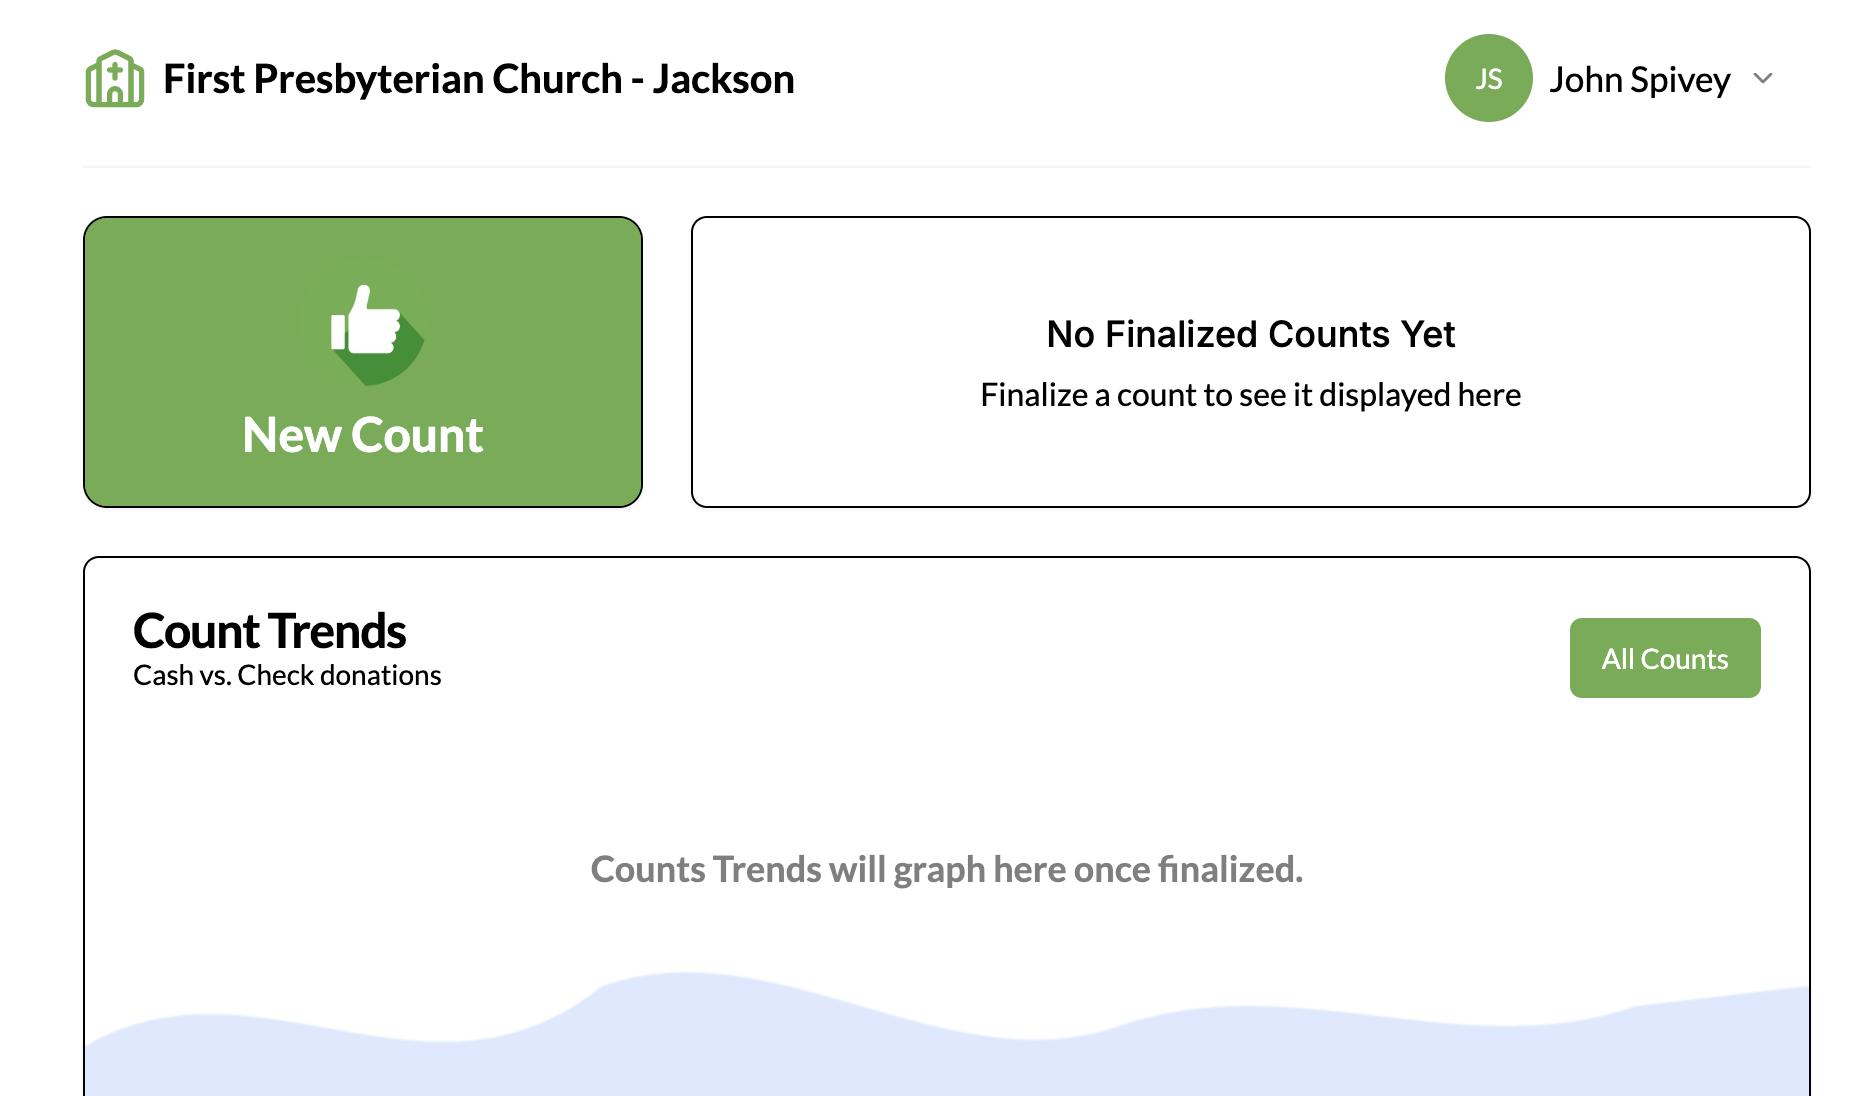 First Presbyterian Church - Jackson
JS
John Spivey
New Count
No Finalized Counts Yet
Finalize a count to see it displayed here
Count Trends
Cash vs. Check donations
All Counts
Counts Trends will graph here once finalized.